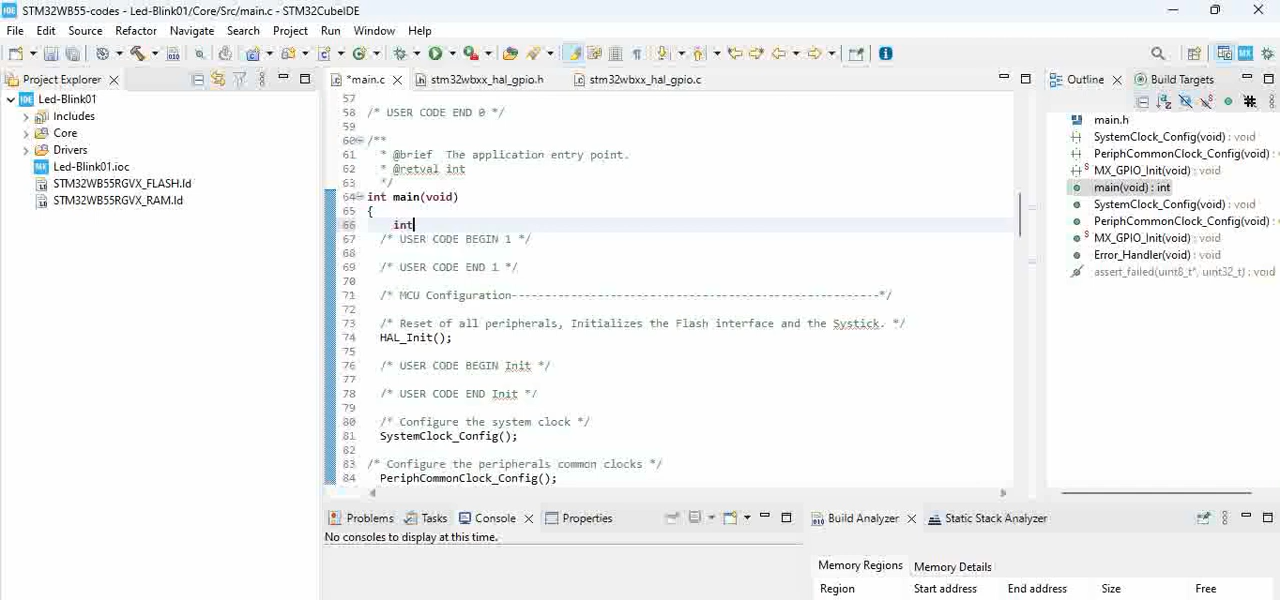 STM32WB55-codes - Led-Blink01/Core/Src/main.c - STM32CubeIDE
File Edit Source Refactor Navigate Search Project Run Window Help
Project Explorer
*main.c
stm32wbxx_hal_gpio.h
stm32wbxx_hal_gpio.c
Outline
Build Targets
Led-Blink01
Includes
Core
Drivers
Led-Blink01.ioc
STM32WB55RGVX_FLASH.ld
STM32WB55RGVX_RAM.ld
57
58 /* USER CODE END 0 */
59
60 /**
61 * @brief  The application entry point.
62 * @retval int
63 */
64 int main(void)
65 {
66 int
67 /* USER CODE BEGIN 1 */
68
69 /* USER CODE END 1 */
70
71 /* MCU Configuration--------------------------------------------------------*/
72
73 /* Reset of all peripherals, Initializes the Flash interface and the Systick. */
74 HAL_Init();
75
76 /* USER CODE BEGIN Init */
77
78 /* USER CODE END Init */
79
80 /* Configure the system clock */
81 SystemClock_Config();
82
83 /* Configure the peripherals common clocks */
84 PeriphCommonClock_Config();
main.h
SystemClock_Config(void) : void
PeriphCommonClock_Config(void) :
MX_GPIO_Init(void) : void
main(void) : int
SystemClock_Config(void) : void
PeriphCommonClock_Config(void) :
MX_GPIO_Init(void) : void
Error_Handler(void) : void
assert_failed(uint8_t*, uint32_t) : void
Problems
Tasks
Console
Properties
No consoles to display at this time.
Build Analyzer
Static Stack Analyzer
Memory Regions
Memory Details
Region Start address End address Size Free